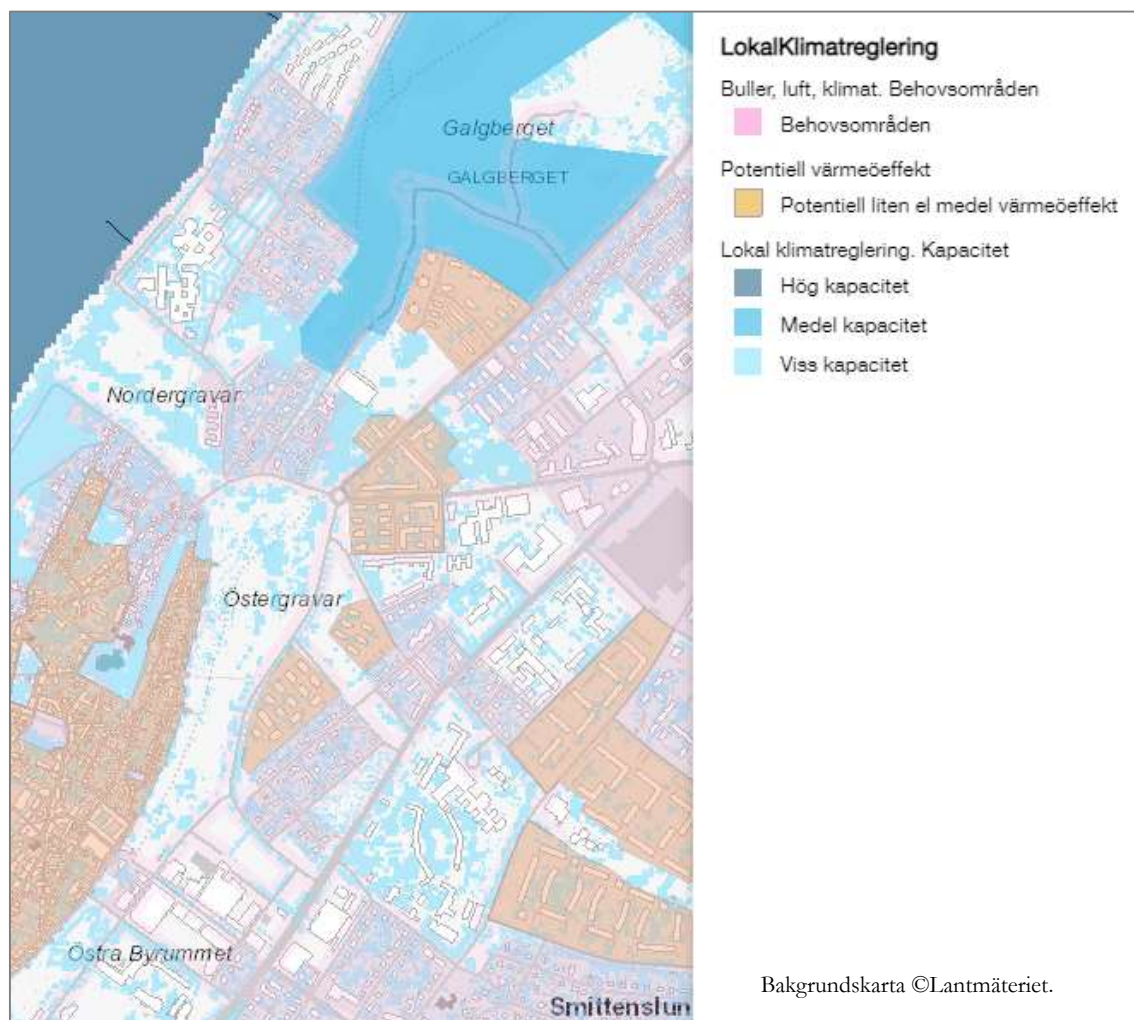 LokalKlimatreglering
Buller, luft, klimat. Behovsområden
Behovsområden
Potentiell värmeöeffekt
Potentiell liten el medel värmeöeffekt
Lokal klimatreglering. Kapacitet
Hög kapacitet
Medel kapacitet
Viss kapacitet
Galgberget
GALGBERGET
Nordergravar
Östergravar
Östra Byrummet
Smittenslun
Bakgrundskarta ©Lantmäteriet.